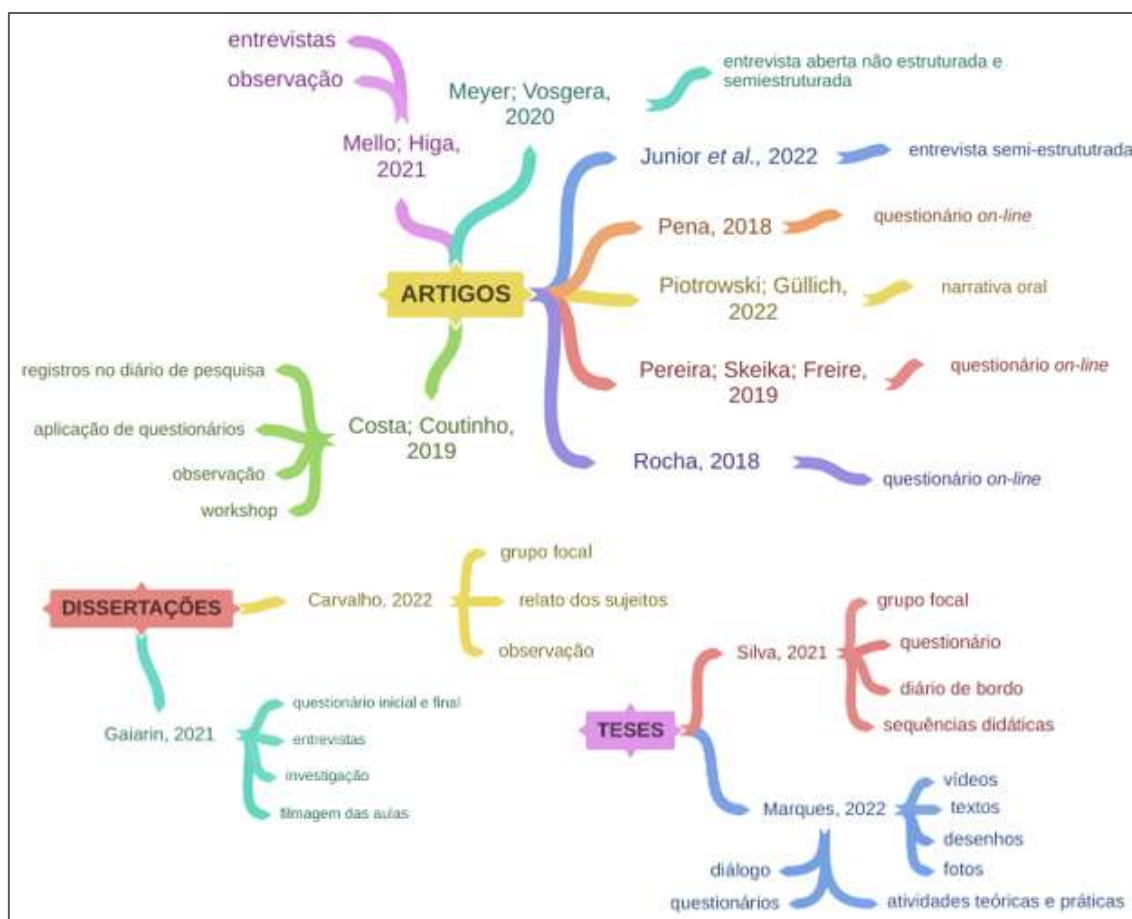 entrevistas
observação
Mello; Higa,
2021
Meyer; Vosgera,
2020
entrevista aberta não estruturada e
semiestruturada
Junior et al., 2022
entrevista semi-estrututrada
Pena, 2018
questionário on-line
ARTIGOS
Piotrowski; Güllich,
2022
narrativa oral
Pereira; Skeika; Freire,
2019
questionário on-line
Rocha, 2018
questionário on-line
Costa; Coutinho,
2019
registros no diário de pesquisa
aplicação de questionários
observação
workshop
DISSERTAÇÕES
Carvalho, 2022
grupo focal
relato dos sujeitos
observação
Gaiarin, 2021
questionário inicial e final
entrevistas
investigação
filmagem das aulas
TESES
Silva, 2021
grupo focal
questionário
diário de bordo
sequências didáticas
Marques, 2022
vídeos
textos
desenhos
fotos
diálogo
questionários
atividades teóricas e práticas